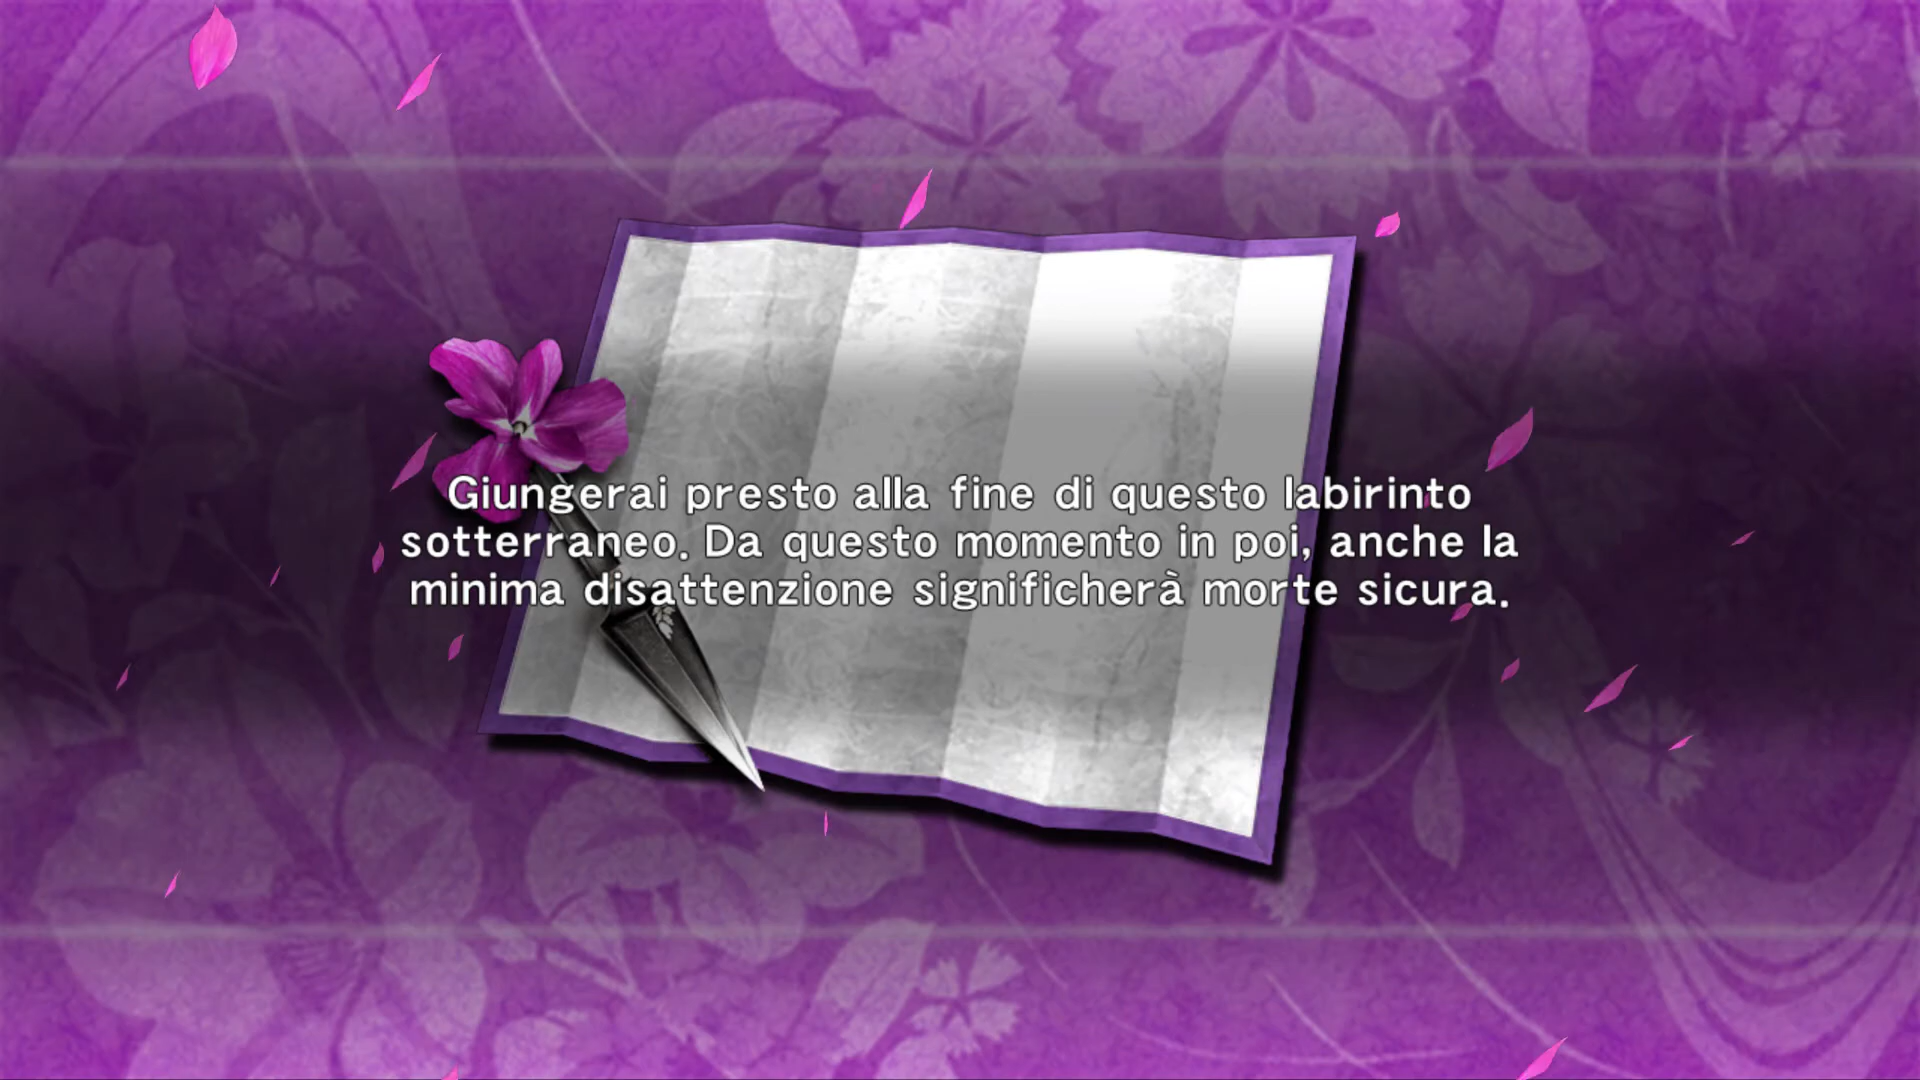 Giungerai presto alla fine di questo labirinto
sotterraneo. Da questo momento in poi, anche la
minima disattenzione significherà morte sicura.